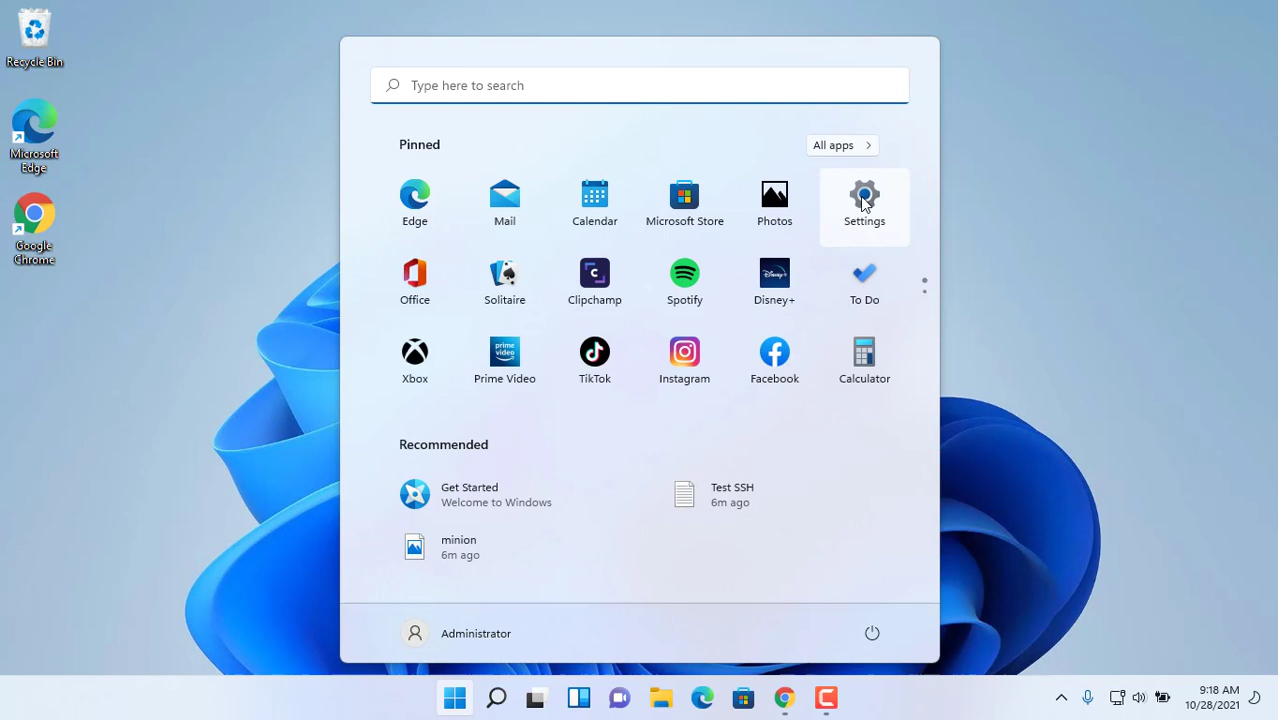 Recycle Bin
Microsoft
Edge
Google
Chrome
Type here to search
Pinned
All apps
Edge
Mail
Calendar
Microsoft Store
Photos
Settings
Office
Solitaire
Clipchamp
Spotify
Disney+
To Do
Xbox
Prime Video
TikTok
Instagram
Facebook
Calculator
Recommended
Get Started
Welcome to Windows
Test SSH
6m ago
minion
6m ago
Administrator
9:18 AM
10/28/2021